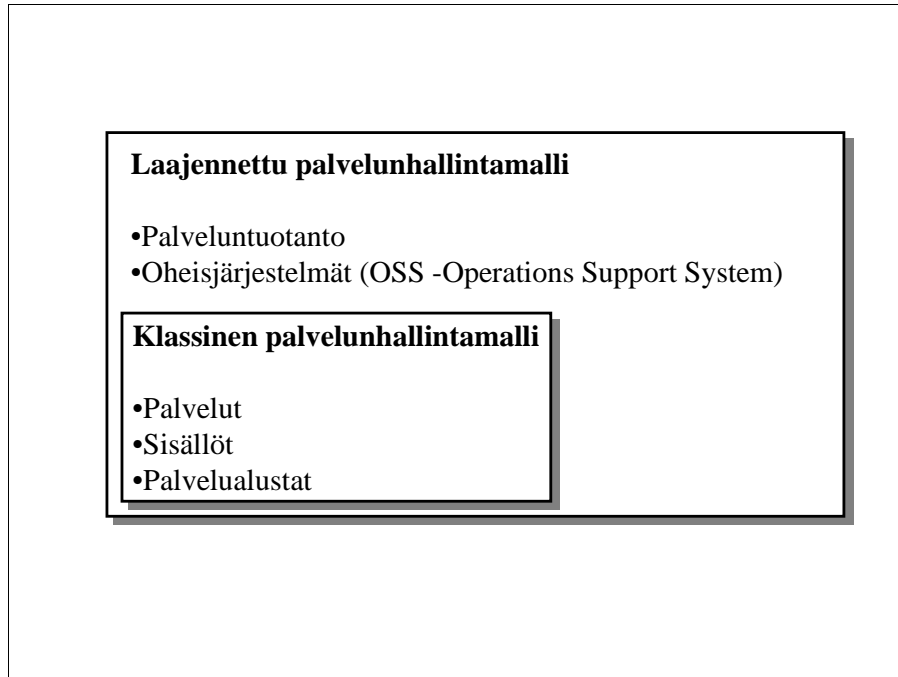 Laajennettu palvelunhallintamalli
•Palveluntuotanto
•Oheisjärjestelmät (OSS -Operations Support System)
Klassinen palvelunhallintamalli
•Palvelut
•Sisällöt
•Palvelualustat